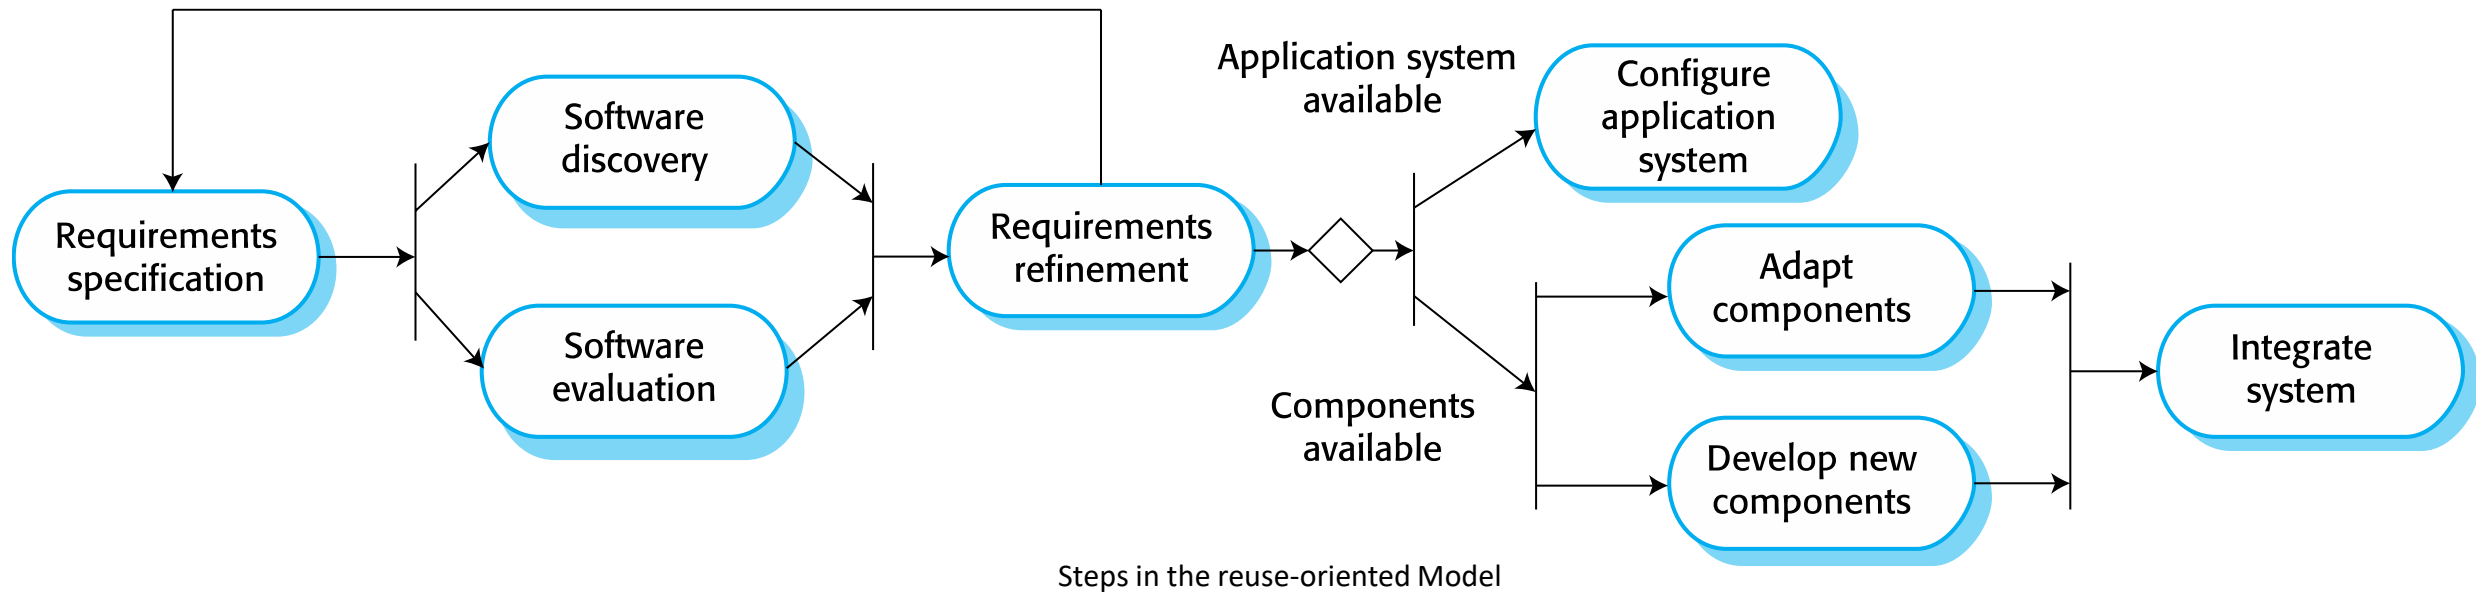 Requirements
specification
Software
discovery
Software
evaluation
Requirements
refinement
Application system
available
Configure
application
system
Components
available
Adapt
components
Develop new
components
Integrate
system
Steps in the reuse-oriented Model